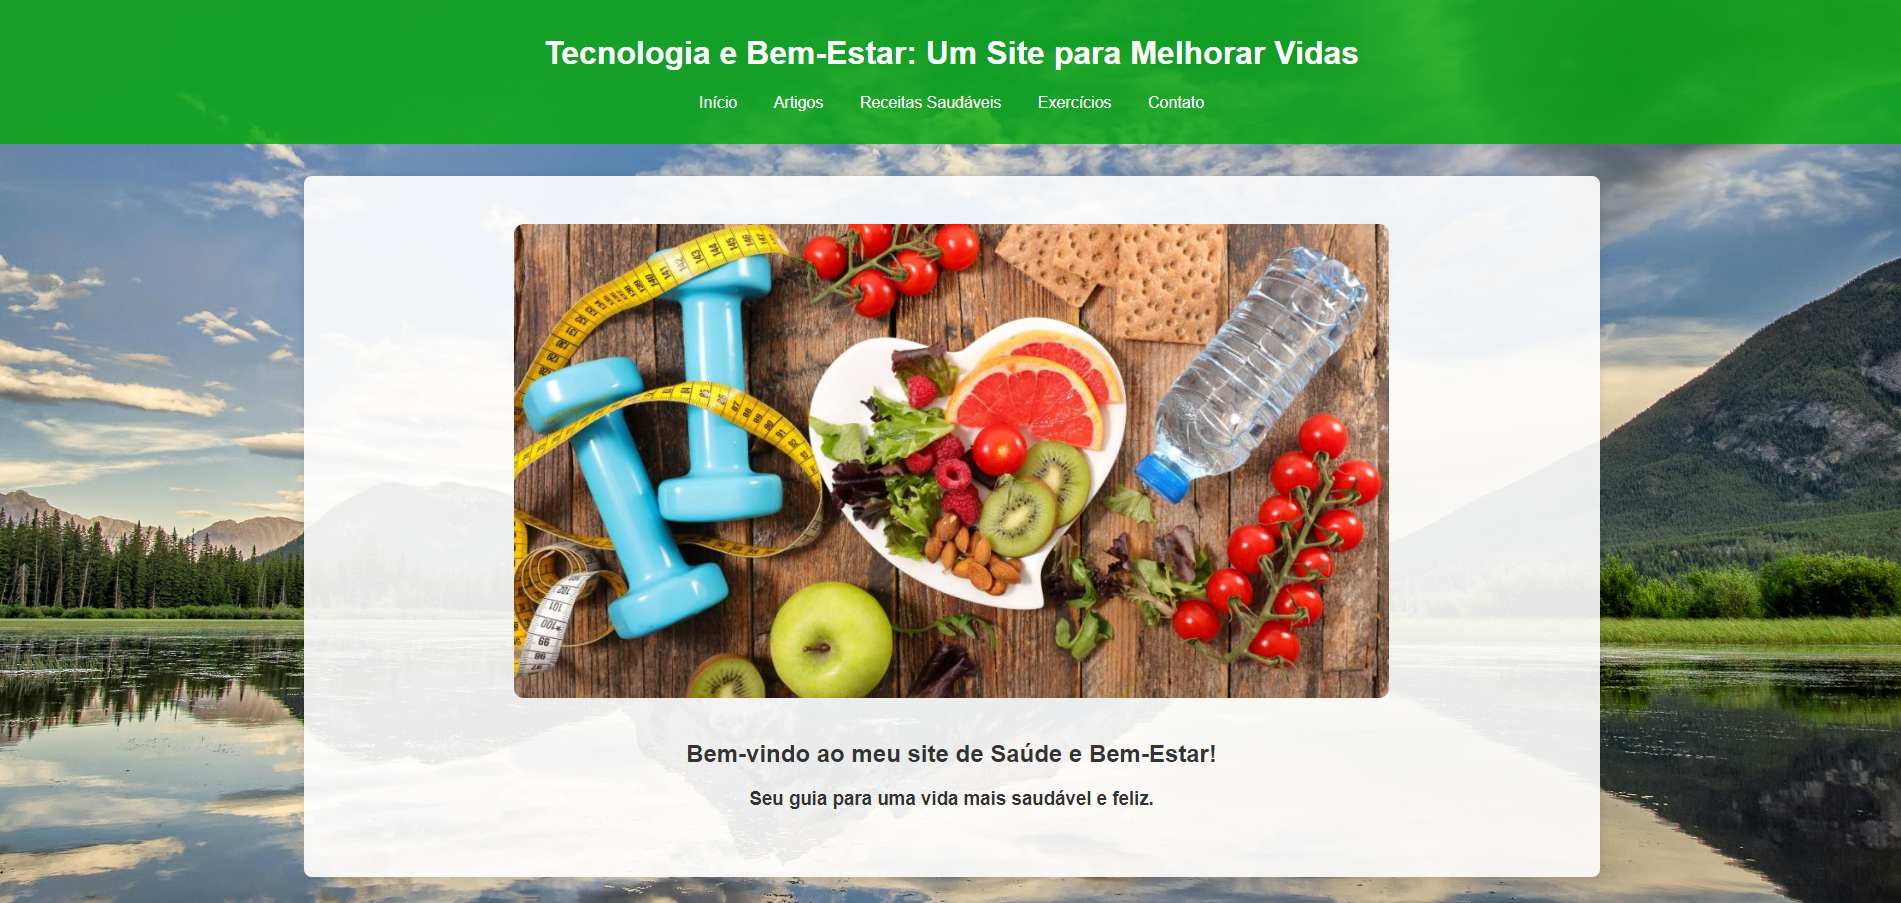 Tecnologia e Bem-Estar: Um Site para Melhorar Vidas
Início Artigos Receitas Saudáveis Exercícios Contato
Bem-vindo ao meu site de Saúde e Bem-Estar!
Seu guia para uma vida mais saudável e feliz.